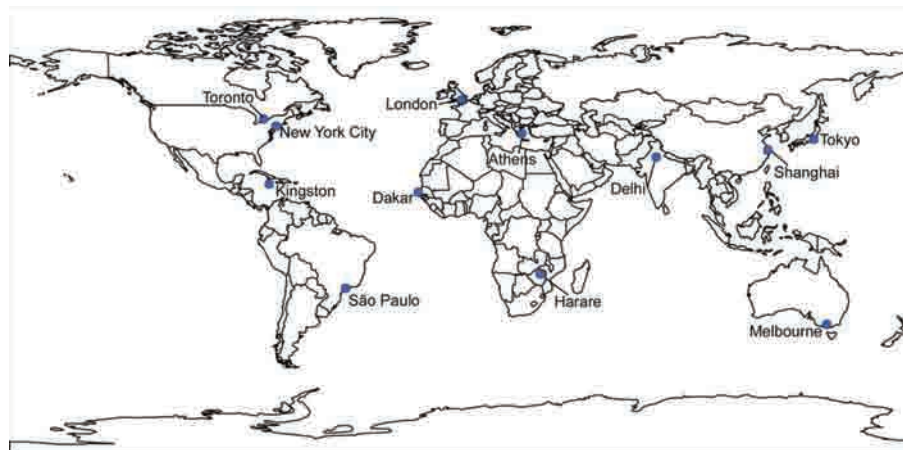 Toronto
London
New York City
Tokyo
Athens
Shanghai
Kingston
Dakar
Delhi
São Paulo
Harare
Melbourne